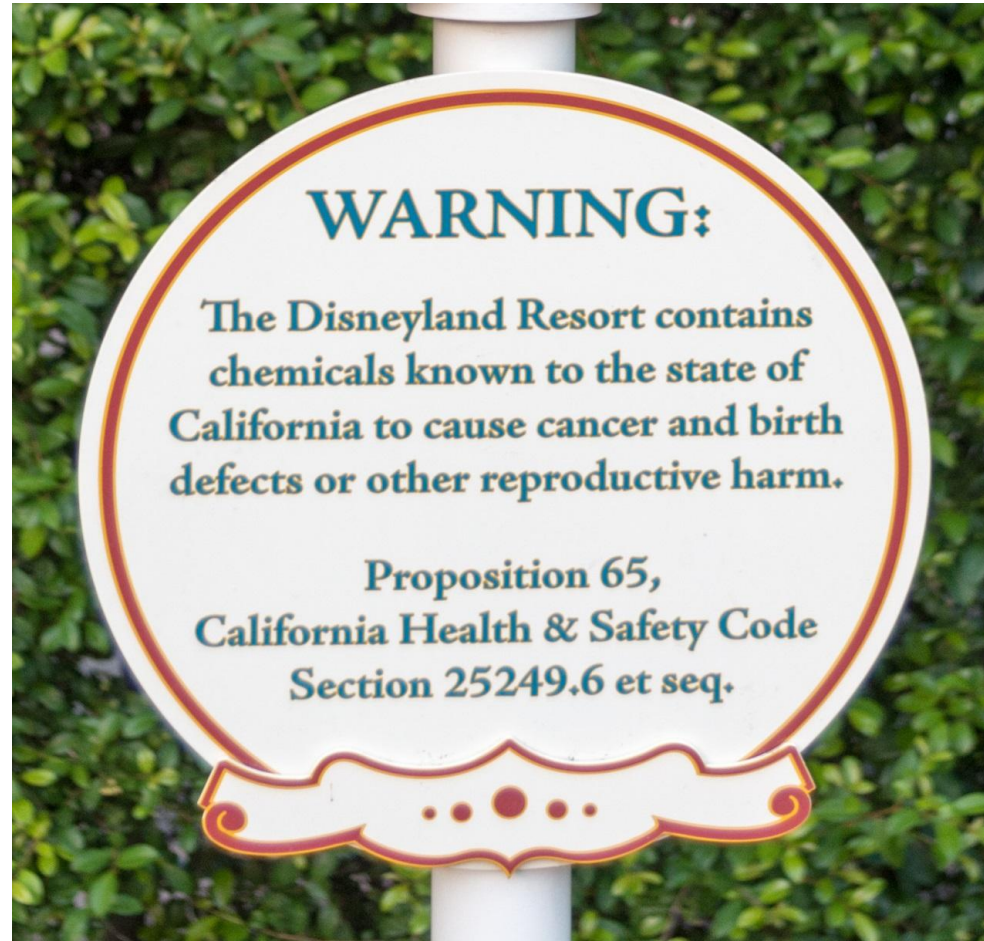 WARNING:
The Disneyland Resort contains
chemicals known to the state of
California to cause cancer and birth
defects or other reproductive harm.
Proposition 65,
California Health & Safety Code
Section 25249.6 et seq.